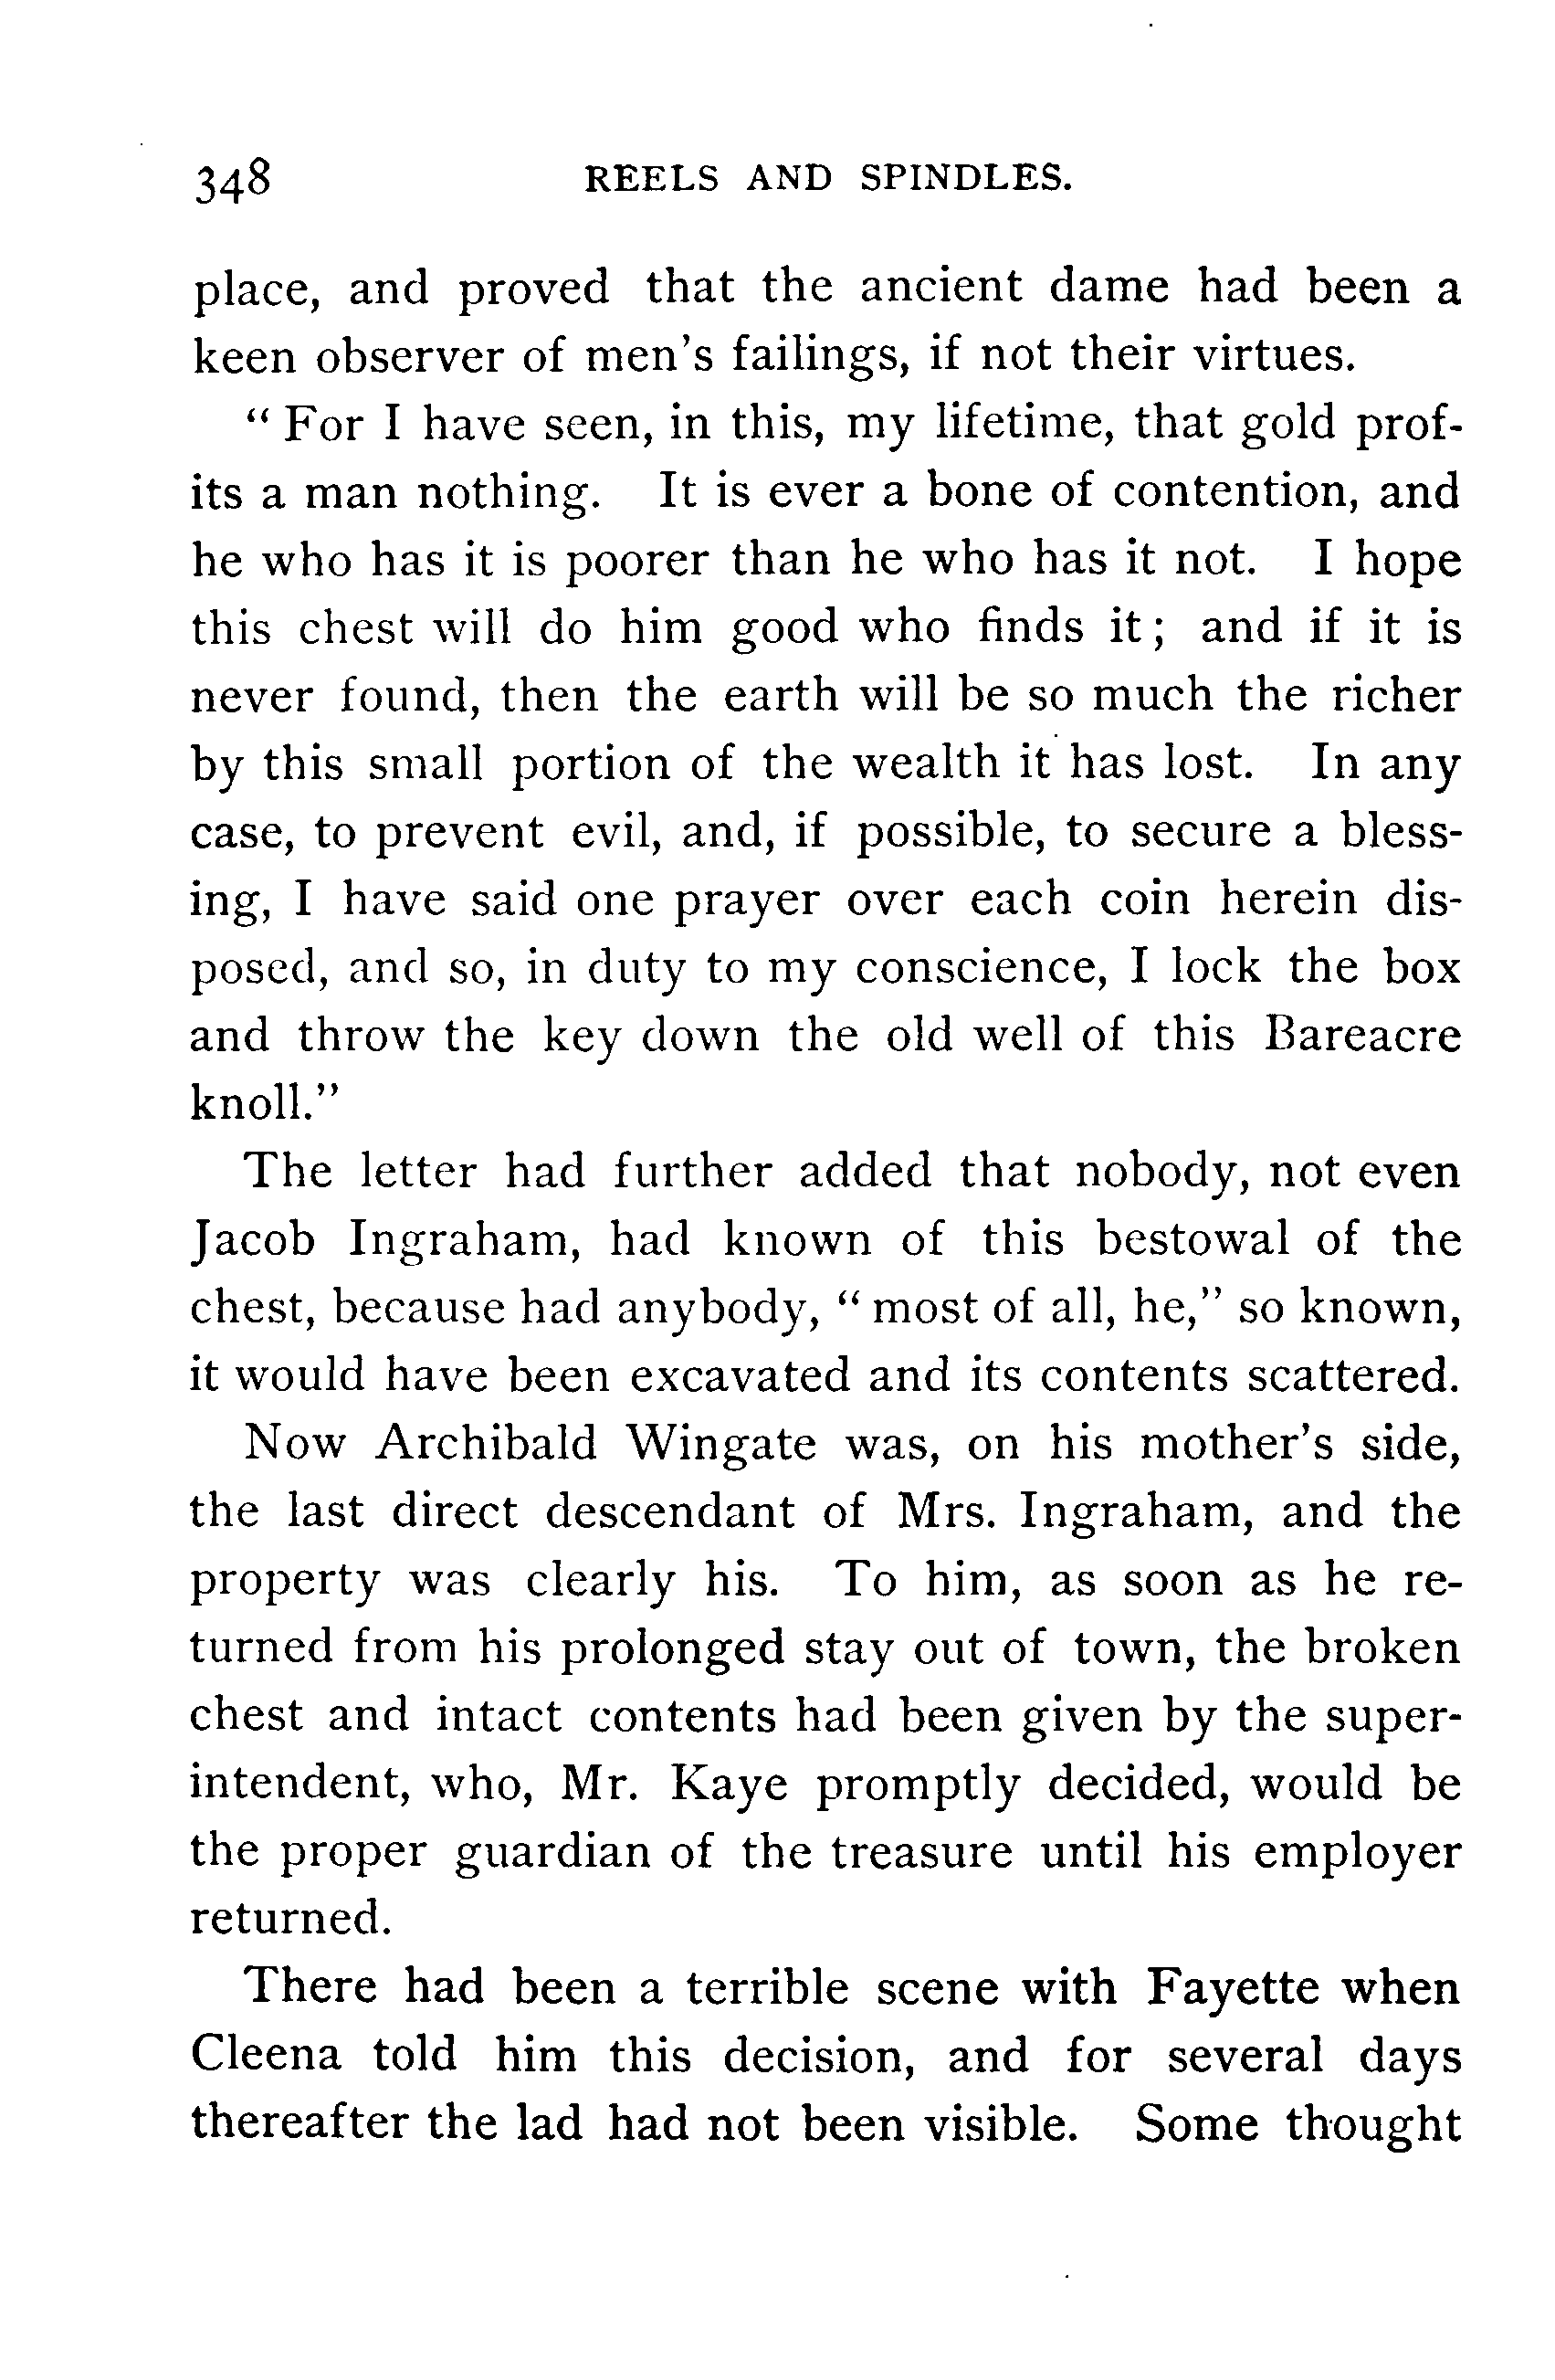 348 REELS AND SPINDLES.
place, and proved that the ancient dame had been a
keen observer of men's failings, if not their virtues.
" For I have seen, in this, my lifetime, that gold prof-
its a man nothing. It is ever a bone of contention, and
he who has it is poorer than he who has it not. I hope
this chest will do him good who finds it; and if it is
never found, then the earth will be so much the richer
by this small portion of the wealth it has lost. In any
case, to prevent evil, and, if possible, to secure a bless-
ing, I have said one prayer over each coin herein dis-
posed, and so, in duty to my conscience, I lock the box
and throw the key down the old well of this Bareacre
knoll."
The letter had further added that nobody, not even
Jacob Ingraham, had known of this bestowal of the
chest, because had anybody, " most of all, he," so known,
it would have been excavated and its contents scattered.
Now Archibald Wingate was, on his mother's side,
the last direct descendant of Mrs. Ingraham, and the
property was clearly his. To him, as soon as he re-
turned from his prolonged stay out of town, the broken
chest and intact contents had been given by the super-
intendent, who, Mr. Kaye promptly decided, would be
the proper guardian of the treasure until his employer
returned.
There had been a terrible scene with Fayette when
Cleena told him this decision, and for several days
thereafter the lad had not been visible. Some thought